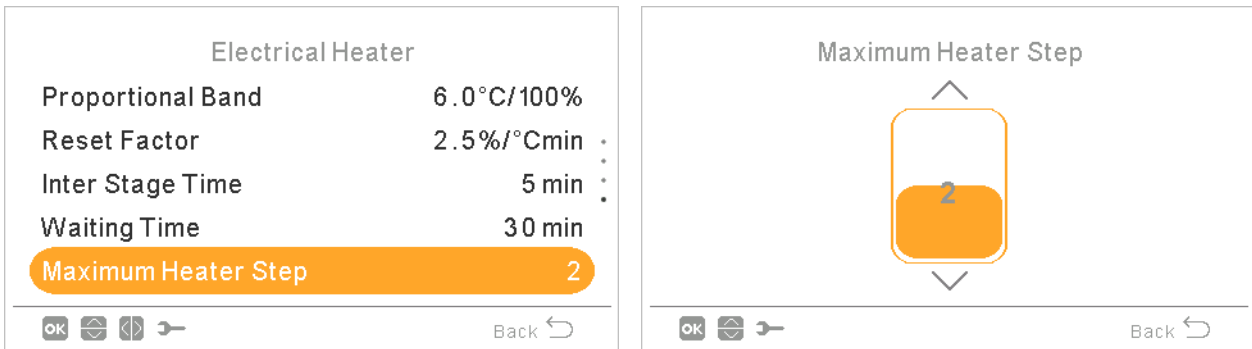 Electrical Heater
Proportional Band 6.0°C/100%
Reset Factor 2.5%/°Cmin
Inter Stage Time 5 min
Waiting Time 30 min
Maximum Heater Step 2
OK Back
Maximum Heater Step
2
OK Back